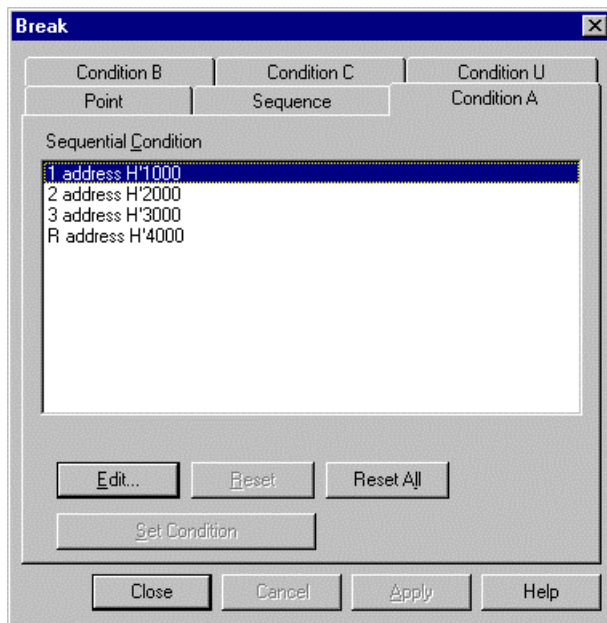 Break
Condition B Condition C Condition U
Point Sequence Condition A
Sequential Condition
1 address H'1000
2 address H'2000
3 address H'3000
R address H'4000
Edit... Reset Reset All
Set Condition
Close Cancel Apply Help